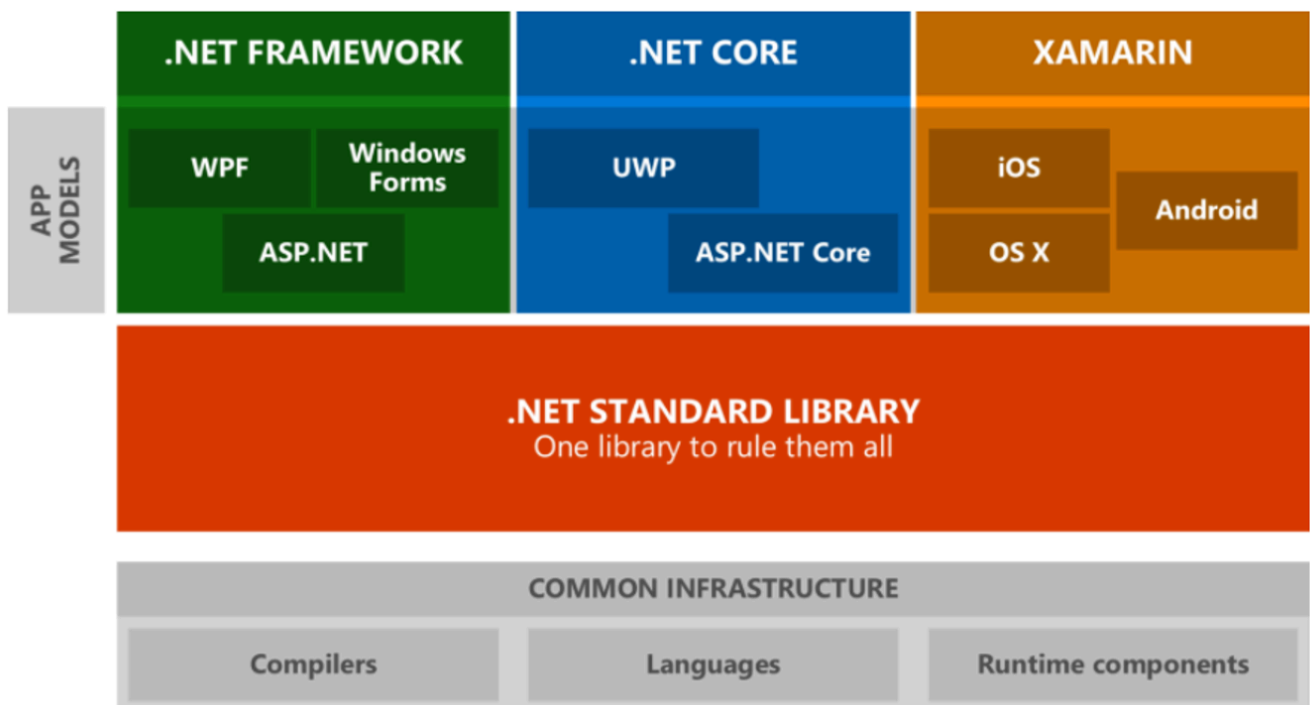 .NET FRAMEWORK
.NET CORE
XAMARIN
APP
MODELS
WPF
Windows
Forms
ASP.NET
UWP
ASP.NET Core
iOS
Android
OS X
.NET STANDARD LIBRARY
One library to rule them all
COMMON INFRASTRUCTURE
Compilers
Languages
Runtime components